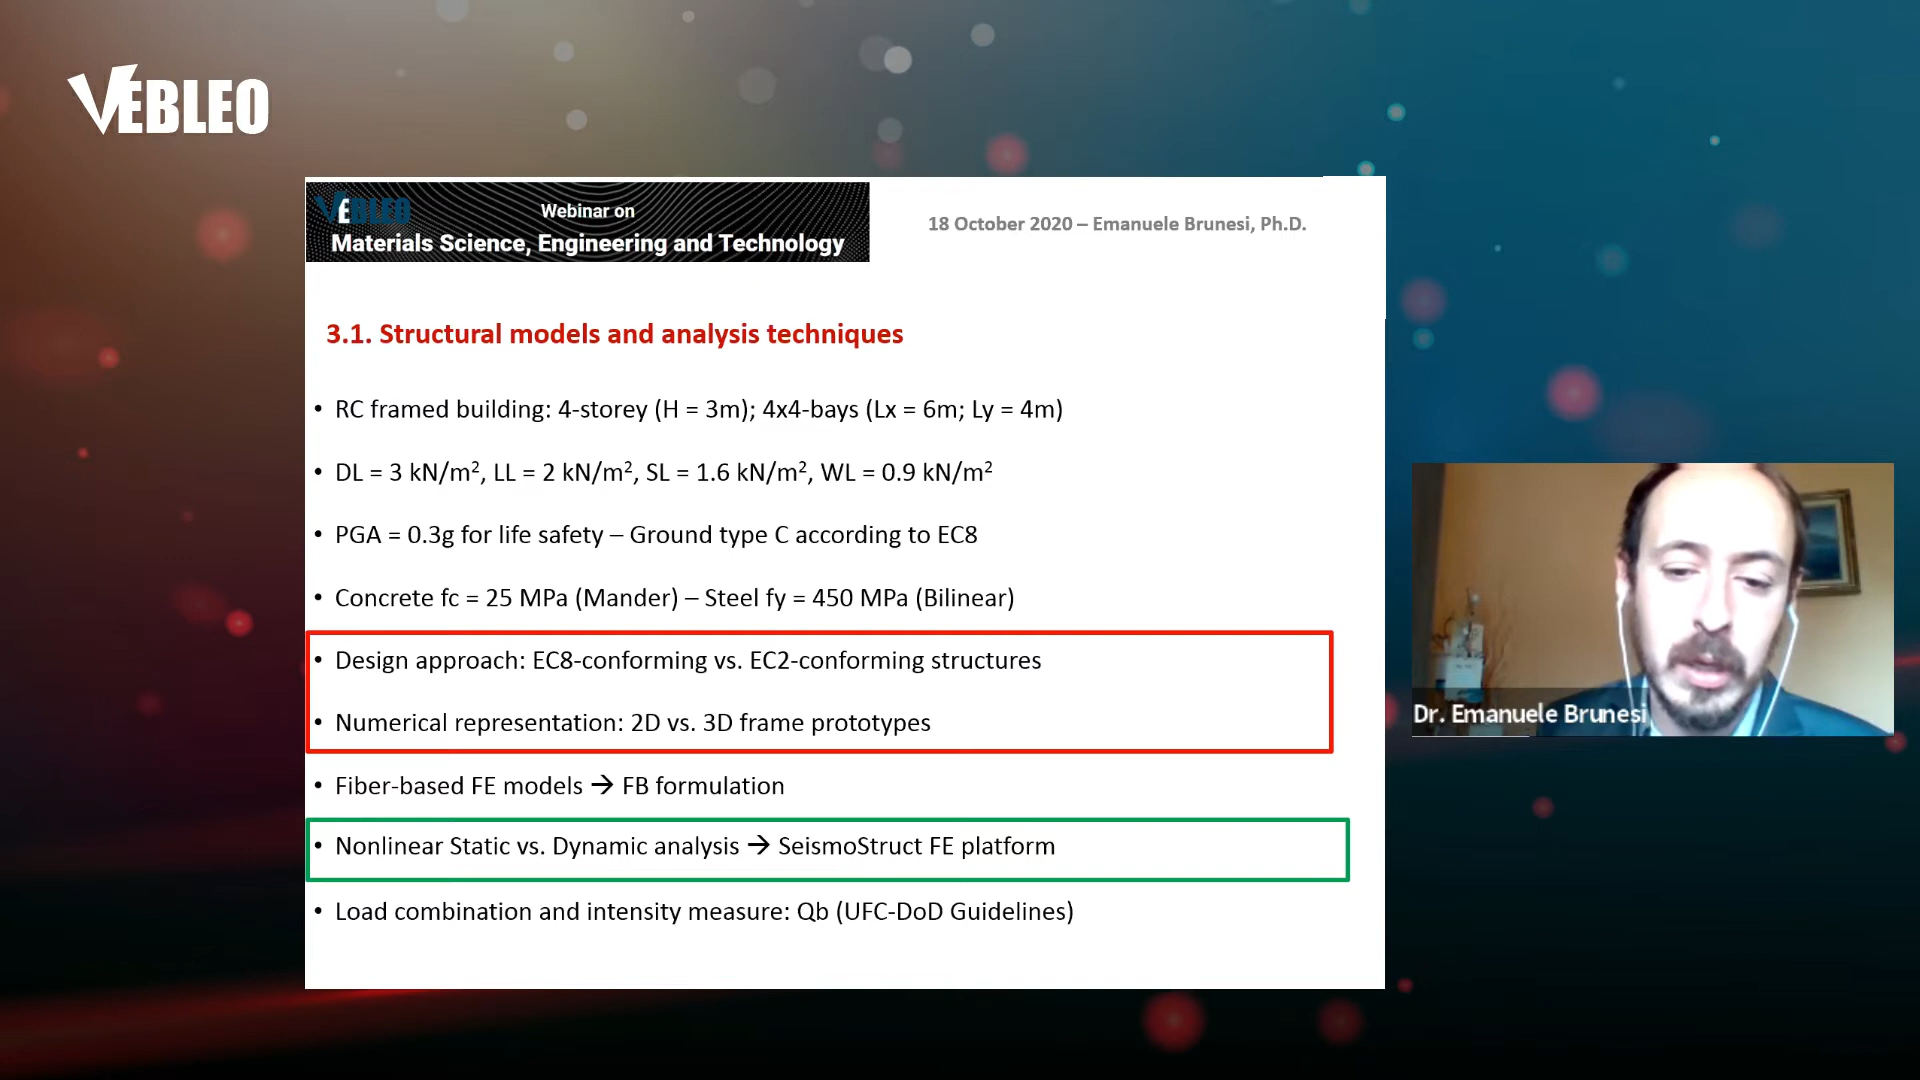 VEBLEO
VEBLEO
Webinar on
Materials Science, Engineering and Technology
18 October 2020 – Emanuele Brunesi, Ph.D.
3.1. Structural models and analysis techniques
• RC framed building: 4-storey (H = 3m); 4x4-bays (Lx = 6m; Ly = 4m)
• DL = 3 kN/m², LL = 2 kN/m², SL = 1.6 kN/m², WL = 0.9 kN/m²
• PGA = 0.3g for life safety – Ground type C according to EC8
• Concrete fc = 25 MPa (Mander) – Steel fy = 450 MPa (Bilinear)
• Design approach: EC8-conforming vs. EC2-conforming structures
• Numerical representation: 2D vs. 3D frame prototypes
• Fiber-based FE models → FB formulation
• Nonlinear Static vs. Dynamic analysis → SeismoStruct FE platform
• Load combination and intensity measure: Qb (UFC-DoD Guidelines)
Dr. Emanuele Brunesi